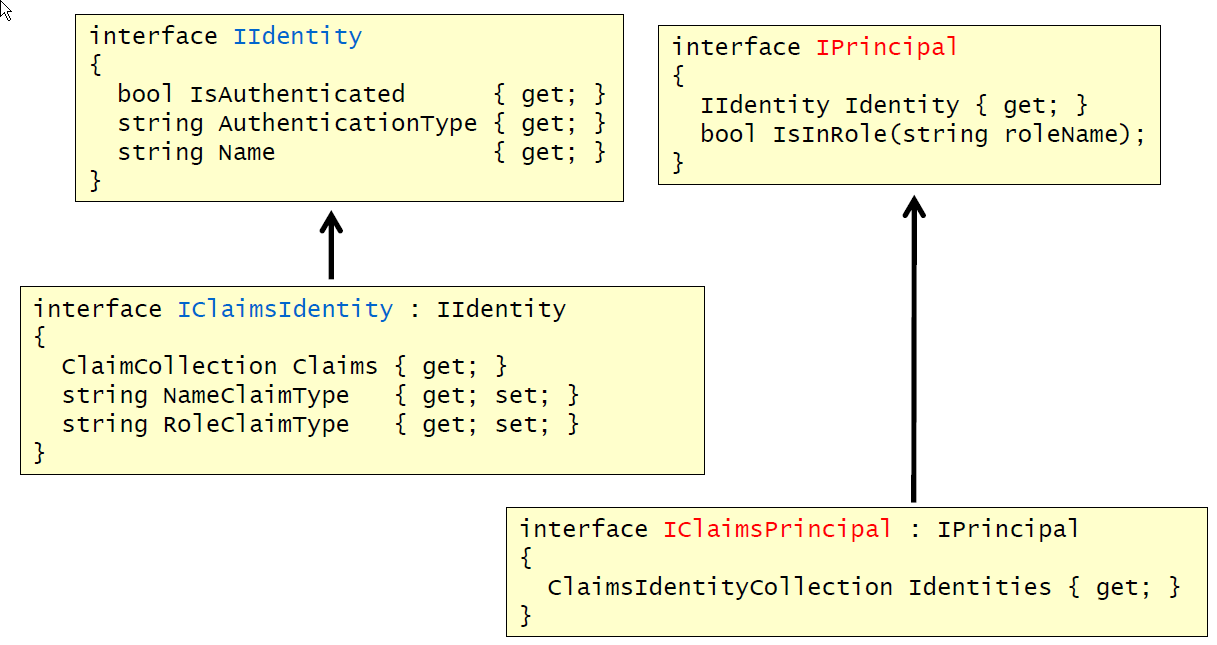 interface IIdentity
{
  bool IsAuthenticated      { get; }
  string AuthenticationType { get; }
  string Name               { get; }
}
interface IPrincipal
{
  IIdentity Identity { get; }
  bool IsInRole(string roleName);
}
interface IClaimsIdentity : IIdentity
{
  ClaimCollection Claims { get; }
  string NameClaimType   { get; set; }
  string RoleClaimType   { get; set; }
}
interface IClaimsPrincipal : IPrincipal
{
  ClaimsIdentityCollection Identities { get; }
}